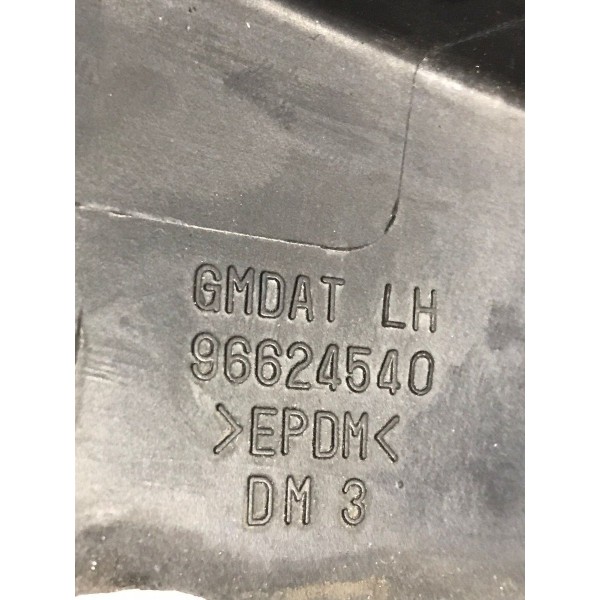 GMDAT LH
96624540
>EPDM<
DM 3